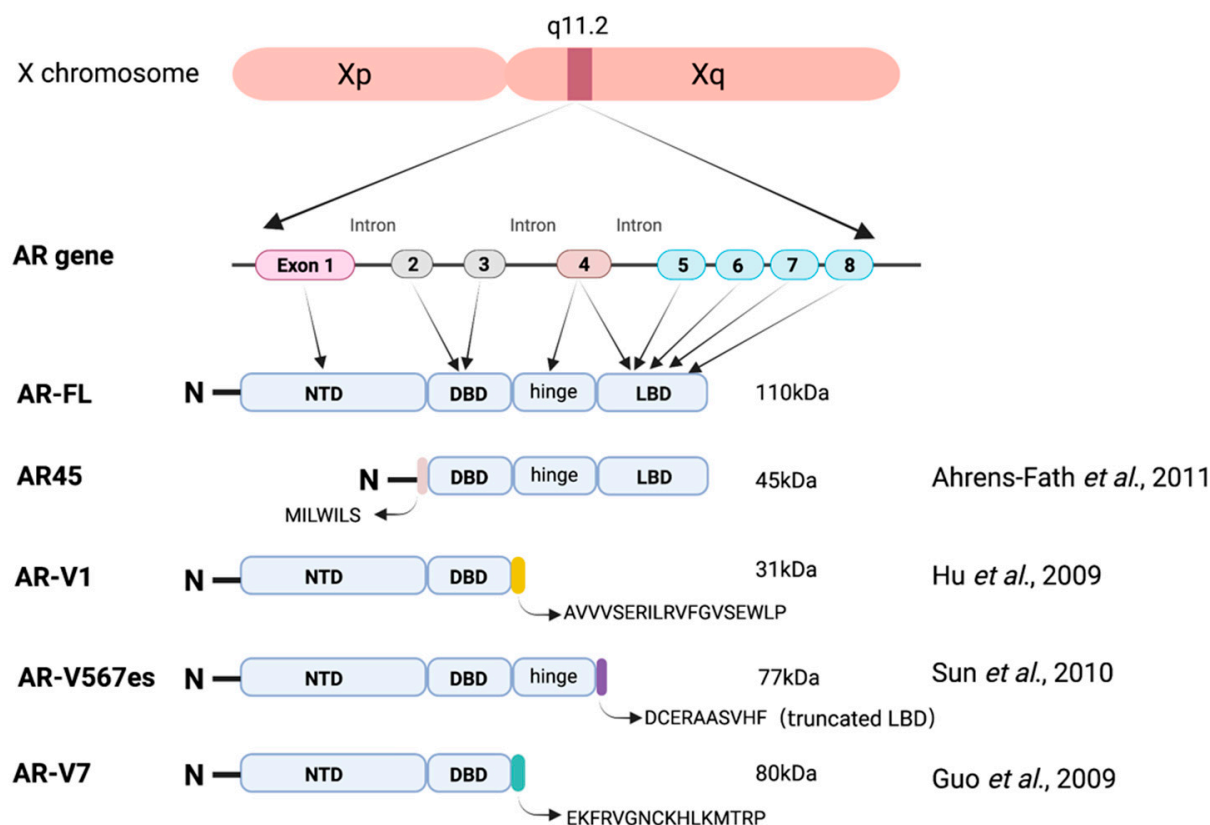 q11.2
X chromosome Xp Xq
Intron Intron Intron
AR gene Exon 1 2 3 4 5 6 7 8
AR-FL N NTD DBD hinge LBD 110kDa
AR45 N DBD hinge LBD 45kDa Ahrens-Fath et al., 2011
MILWILS
AR-V1 N NTD DBD 31kDa Hu et al., 2009
AVVVSERILRVFGVSEWLP
AR-V567es N NTD DBD hinge 77kDa Sun et al., 2010
DCERAASVHF (truncated LBD)
AR-V7 N NTD DBD 80kDa Guo et al., 2009
EKFRVGNCKHLKMTRP